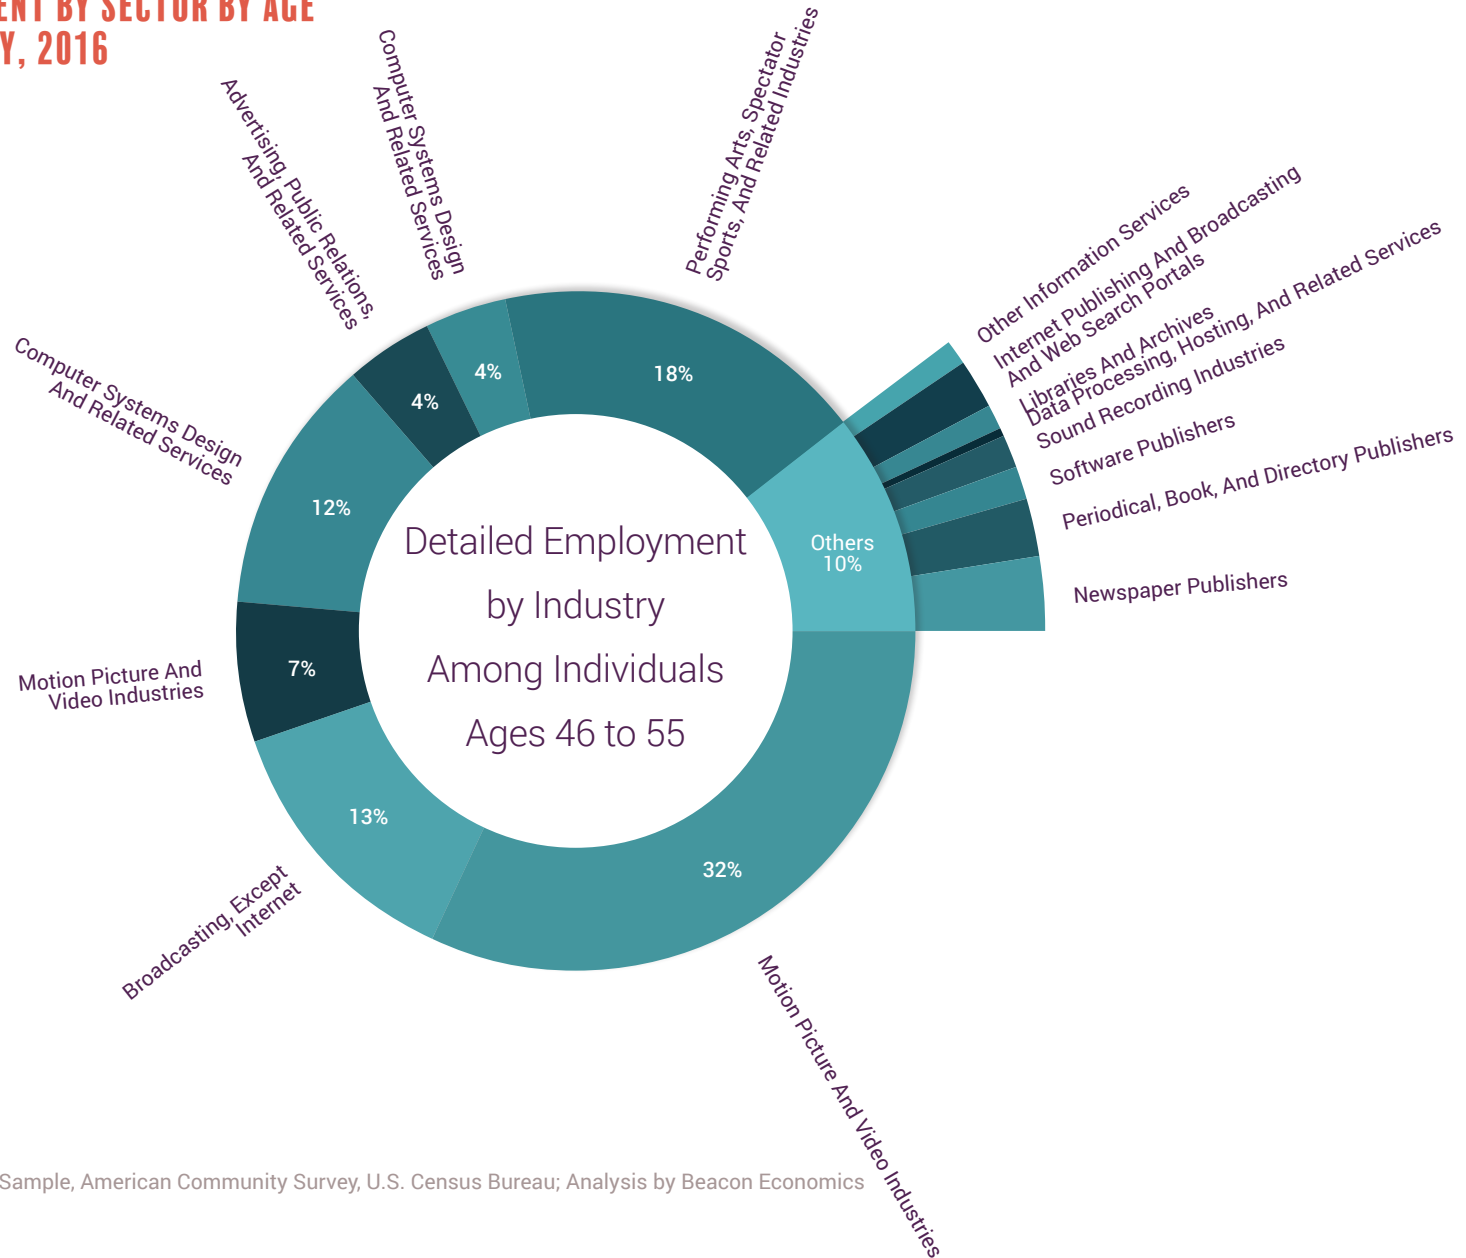 ENT BY SECTOR BY AGE
Y, 2016
Computer Systems Design
And Related Services
Advertising, Public Relations,
And Related Services
Computer Systems Design
And Related Services
Performing Arts, Spectator
Sports, And Related Industries
Other Information Services
Internet Publishing And Broadcasting
And Web Search Portals
Libraries And Archives
Data Processing, Hosting, And Related Services
Sound Recording Industries
Software Publishers
Periodical, Book, And Directory Publishers
Newspaper Publishers
Motion Picture And
Video Industries
Broadcasting, Except
Internet
Motion Picture And Video Industries
4%
4%
18%
12%
7%
13%
32%
Others
10%
Detailed Employment
by Industry
Among Individuals
Ages 46 to 55
Sample, American Community Survey, U.S. Census Bureau; Analysis by Beacon Economics